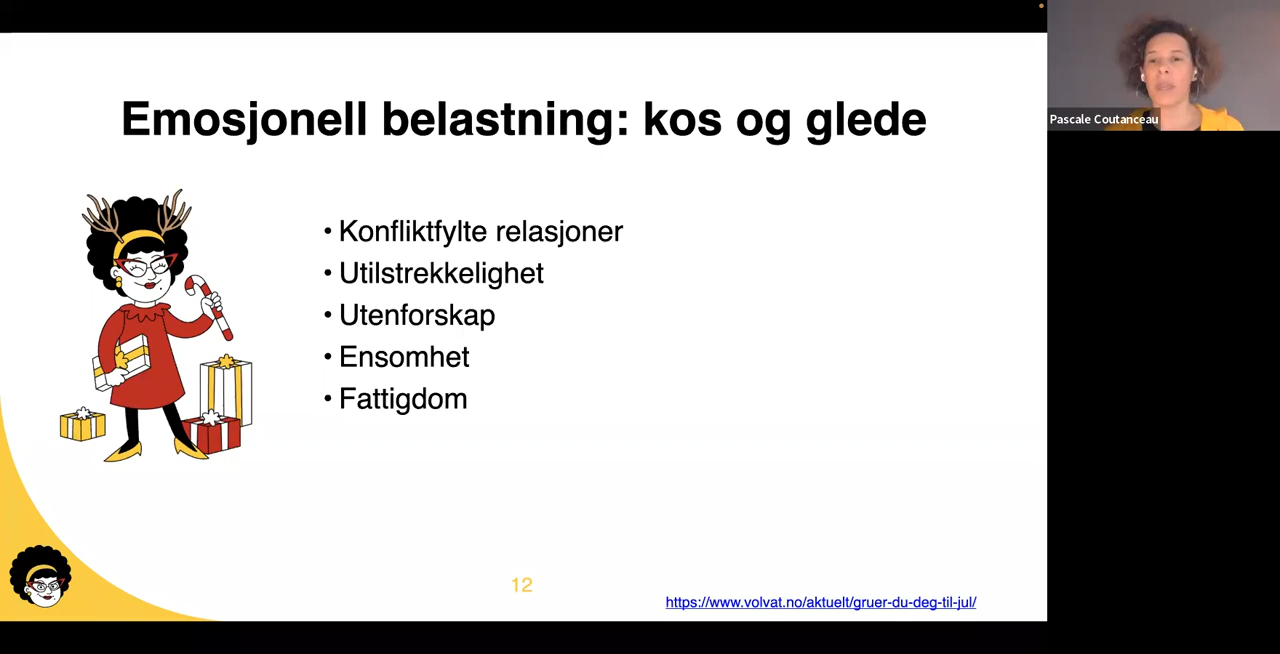 Emosjonell belastning: kos og glede
• Konfliktfylte relasjoner
• Utilstrekkelighet
• Utenforskap
• Ensomhet
• Fattigdom
12
https://www.volvat.no/aktuelt/gruer-du-deg-til-jul/
Pascale Coutanceau